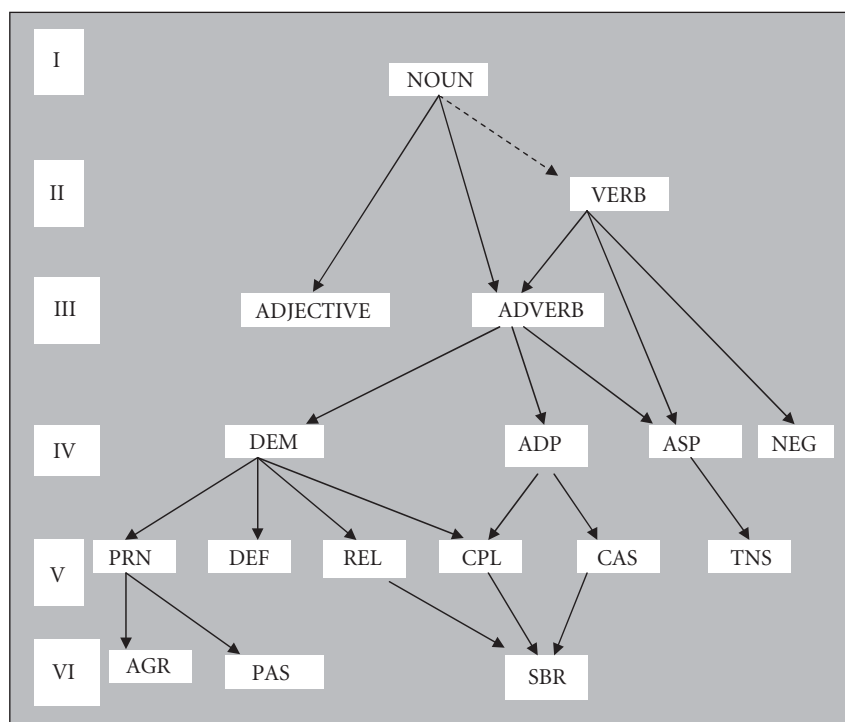 I
NOUN
II
VERB
III
ADJECTIVE
ADVERB
IV
DEM
ADP
ASP
NEG
V
PRN
DEF
REL
CPL
CAS
TNS
VI
AGR
PAS
SBR